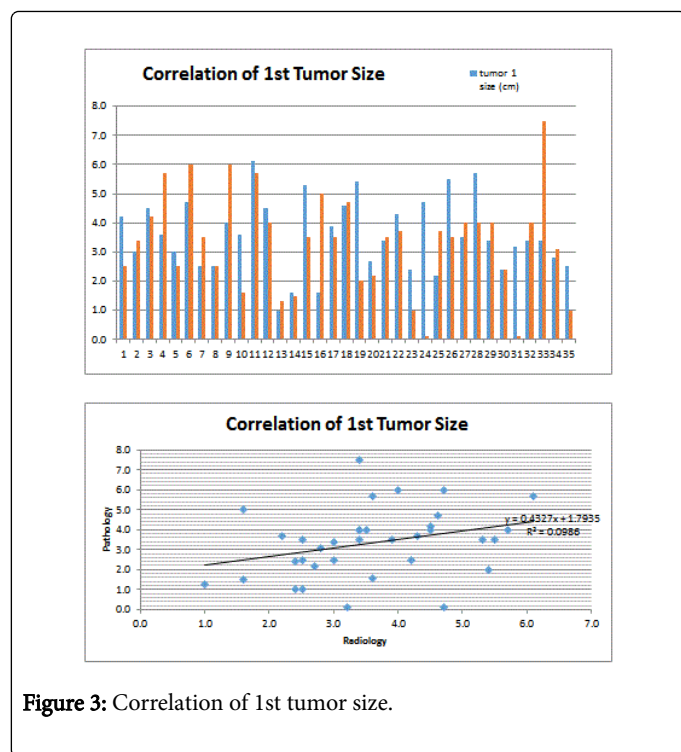 Correlation of 1st Tumor Size
tumor 1
size (cm)
8.0
7.0
6.0
5.0
4.0
3.0
2.0
1.0
0.0
1 2 3 4 5 6 7 8 9 10 11 12 13 14 15 16 17 18 19 20 21 22 23 24 25 26 27 28 29 30 31 32 33 34 35
Correlation of 1st Tumor Size
8.0
7.0
6.0
5.0
4.0
3.0
2.0
1.0
0.0
Pathology
y = 0.4327x + 1.7935
R² = 0.0986
0.0 1.0 2.0 3.0 4.0 5.0 6.0 7.0
Radiology
Figure 3: Correlation of 1st tumor size.